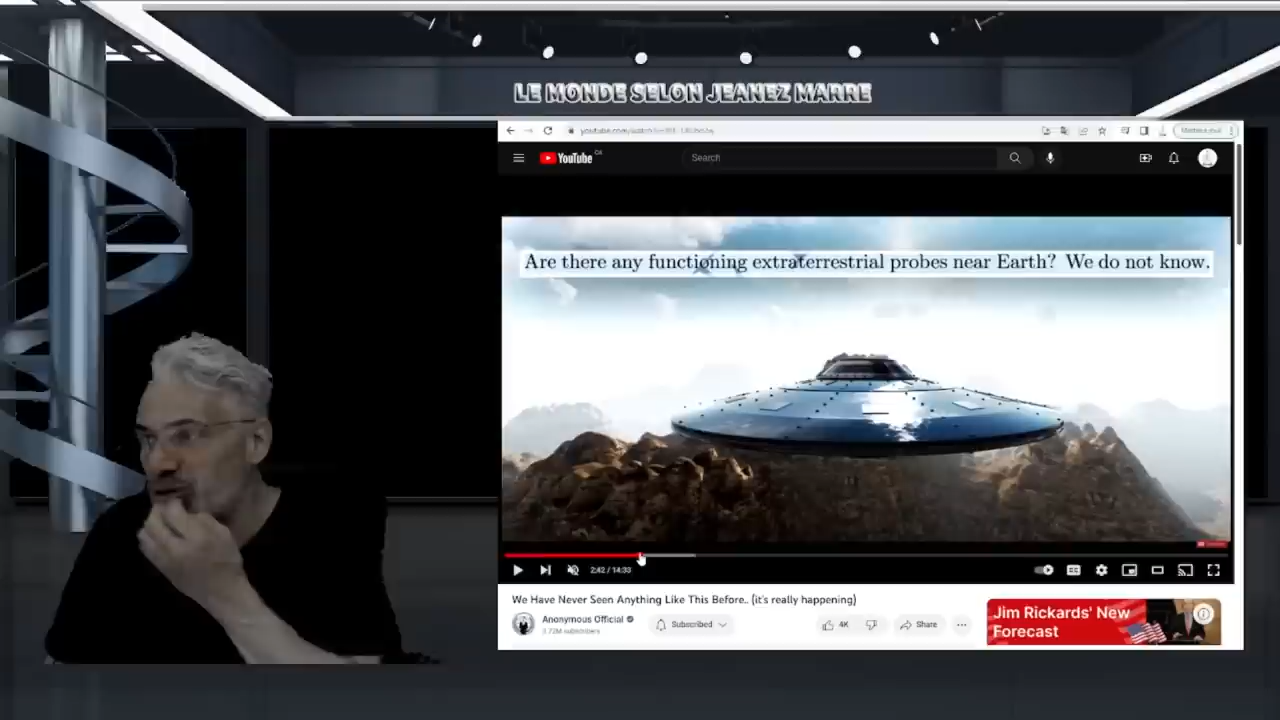 LE MONDE SELON JEANEZ MARRE
YouTube CA
Search
Are there any functioning extraterrestrial probes near Earth? We do not know.
2:42 / 14:33
We Have Never Seen Anything Like This Before.. (it's really happening)
Anonymous Official
Subscribed
4K
Share
Jim Rickards' New
Forecast